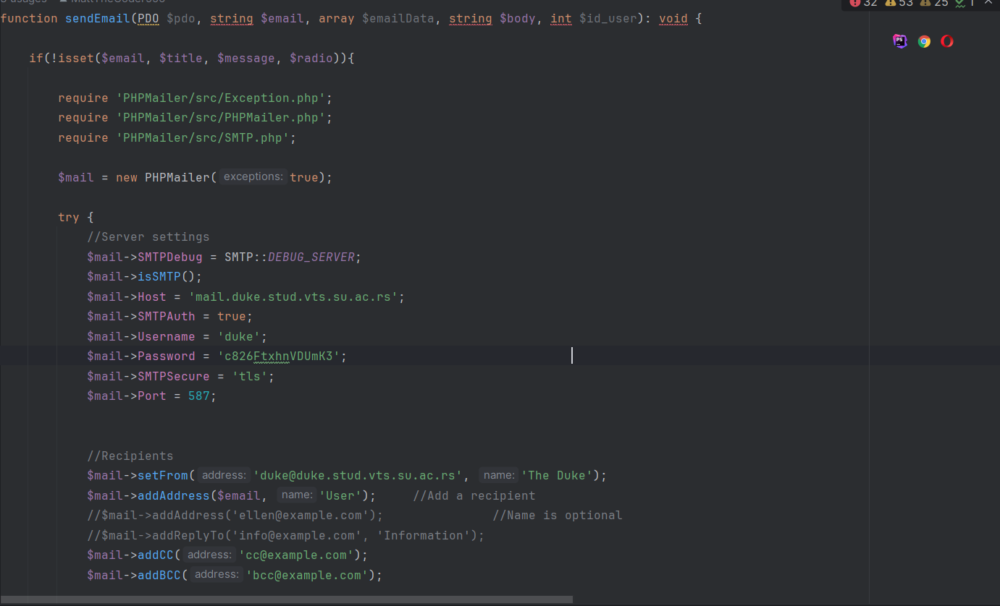 function sendEmail(PDO $pdo, string $email, array $emailData, string $body, int $id_user): void {
32 53 25 1
if(!isset($email, $title, $message, $radio)){
require 'PHPMailer/src/Exception.php';
require 'PHPMailer/src/PHPMailer.php';
require 'PHPMailer/src/SMTP.php';
$mail = new PHPMailer( exceptions: true);
try {
//Server settings
$mail->SMTPDebug = SMTP::DEBUG_SERVER;
$mail->isSMTP();
$mail->Host = 'mail.duke.stud.vts.su.ac.rs';
$mail->SMTPAuth = true;
$mail->Username = 'duke';
$mail->Password = 'c826FtxhnVDUmK3';
$mail->SMTPSecure = 'tls';
$mail->Port = 587;
//Recipients
$mail->setFrom( address: 'duke@duke.stud.vts.su.ac.rs', name: 'The Duke');
$mail->addAddress($email, name: 'User'); //Add a recipient
//$mail->addAddress('ellen@example.com'); //Name is optional
//$mail->addReplyTo('info@example.com', 'Information');
$mail->addCC( address: 'cc@example.com');
$mail->addBCC( address: 'bcc@example.com');